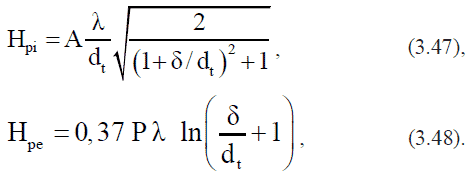 H_pi = A λ/d_t √(2/((1+δ/d_t)²+1)), (3.47),
H_pe = 0,37 P λ ln(δ/d_t + 1), (3.48).